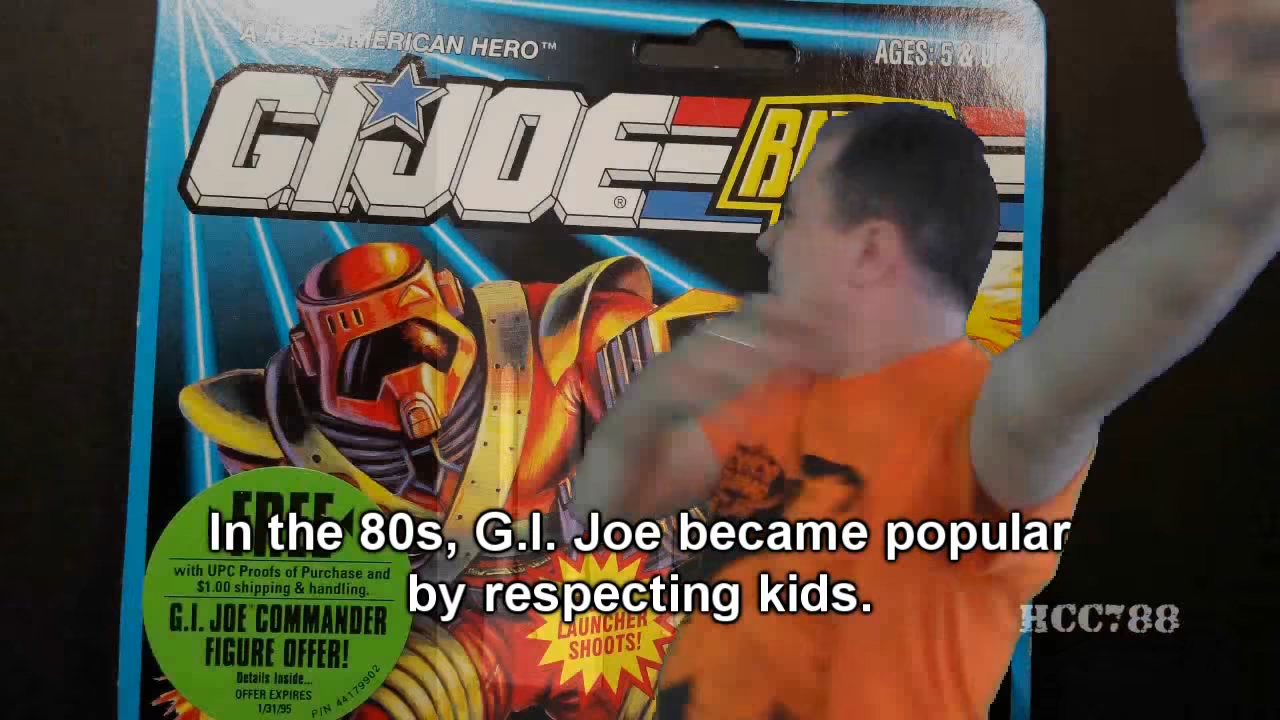 A REAL AMERICAN HERO™
AGES: 5 & UP
G.I. JOE ®
FREE
with UPC Proofs of Purchase and
$1.00 shipping & handling.
G.I. JOE COMMANDER
FIGURE OFFER!
Details Inside...
OFFER EXPIRES
1/31/95
P/N 44179902
LAUNCHER
SHOOTS!
In the 80s, G.I. Joe became popular
by respecting kids.
HCC788